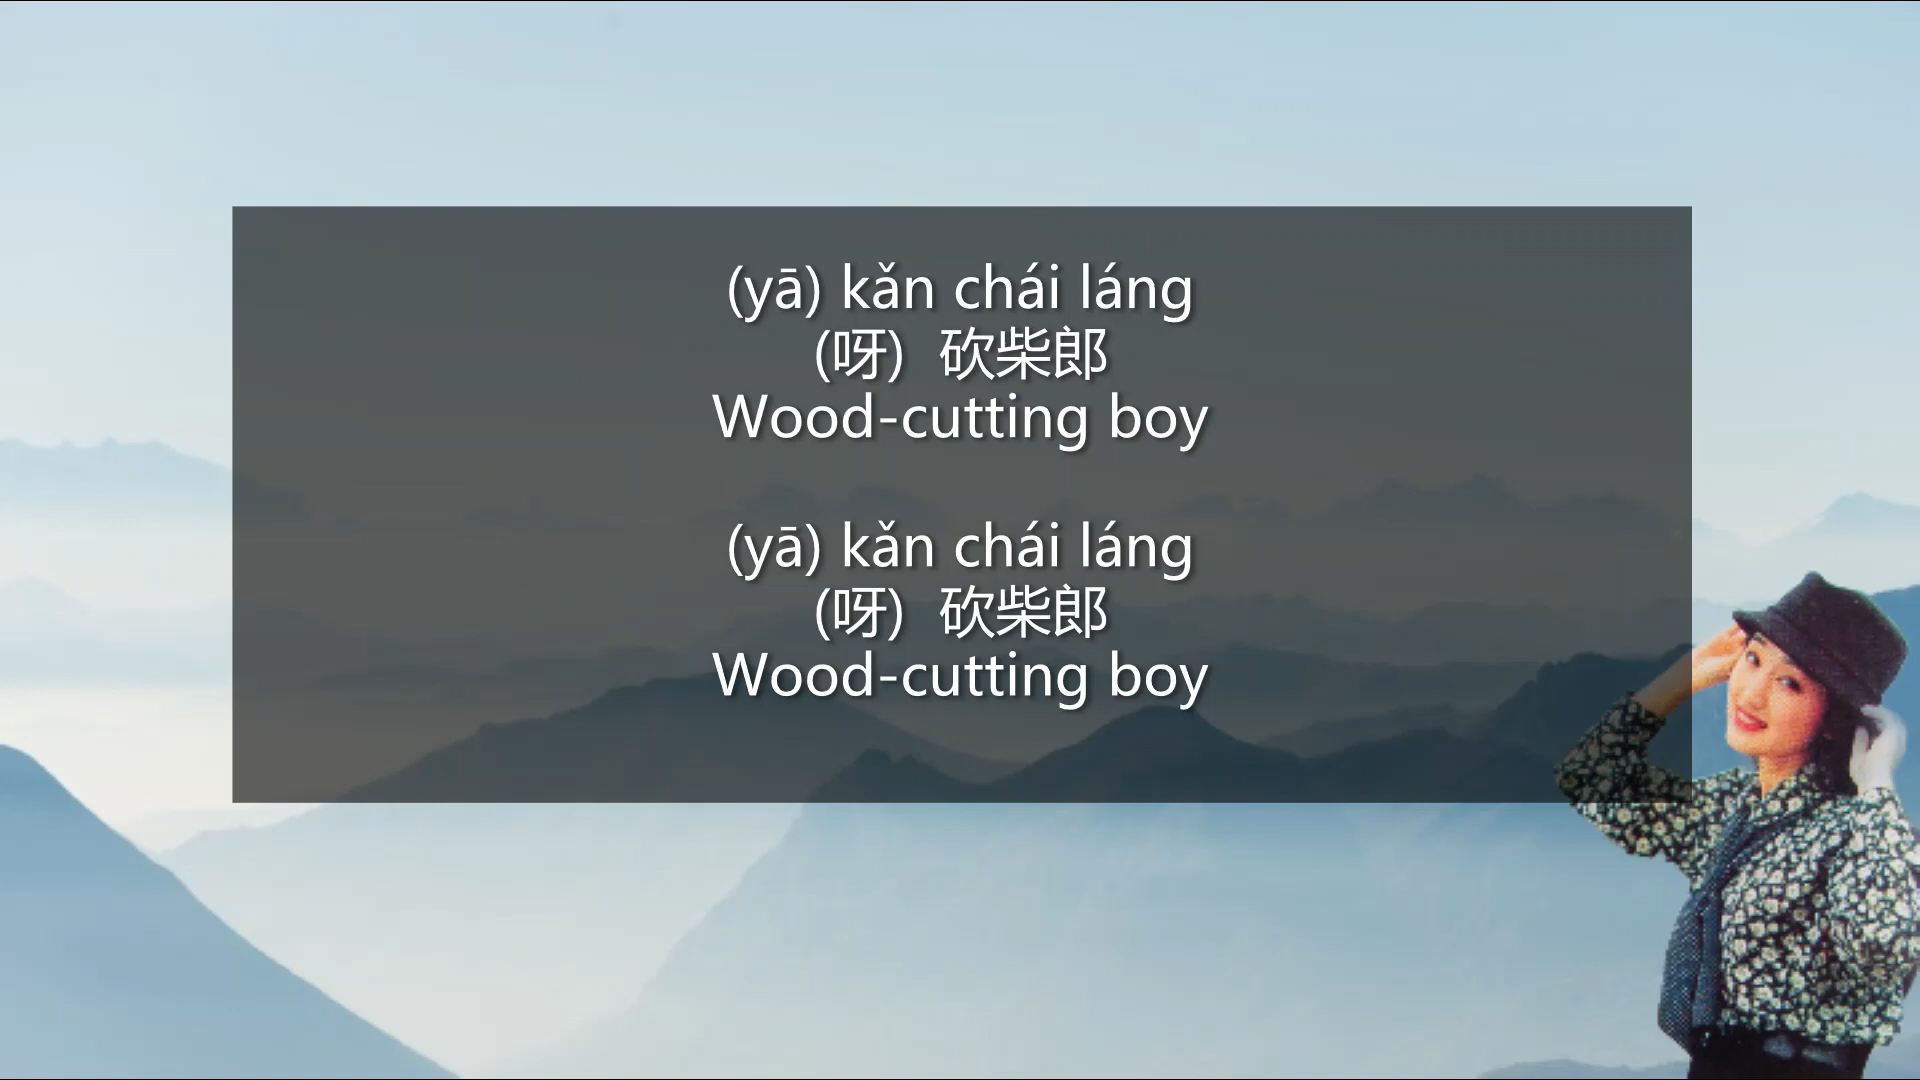 (yā) kǎn chái láng
(呀) 砍柴郎
Wood-cutting boy
(yā) kǎn chái láng
(呀) 砍柴郎
Wood-cutting boy